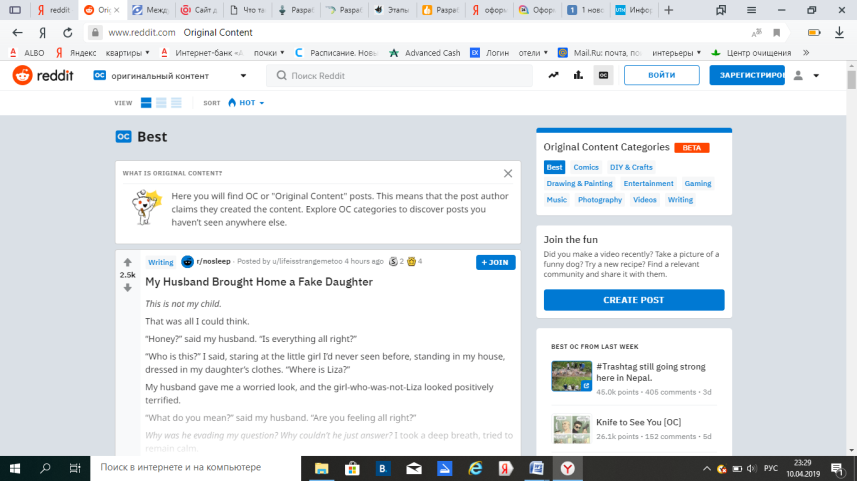 reddit
Ori
Межд
Сайт д
Что та
Разраб
Разраб
Этапы
Разраб
офор
Офор
1 ново
Инфор
www.reddit.com Original Content
ALBO
Яндекс
квартиры
Интернет-банк «А
почки
Расписание. Новы
Advanced Cash
Логин
отели
Mail.Ru: почта, по
интерьеры
Центр очищения
reddit
OC оригинальный контент
Поиск Reddit
ВОЙТИ
ЗАРЕГИСТРИРОВ
VIEW
SORT
HOT
OC Best
WHAT IS ORIGINAL CONTENT?
Here you will find OC or "Original Content" posts. This means that the post author
claims they created the content. Explore OC categories to discover posts you
haven't seen anywhere else.
2.5k
Writing
r/nosleep · Posted by u/lifeisstrangemetoo 4 hours ago
2
4
+ JOIN
My Husband Brought Home a Fake Daughter
This is not my child.
That was all I could think.
"Honey?" said my husband. "Is everything all right?"
"Who is this?" I said, staring at the little girl I'd never seen before, standing in my house,
dressed in my daughter's clothes. "Where is Liza?"
My husband gave me a worried look, and the girl-who-was-not-Liza looked positively
terrified.
"What do you mean?" said my husband. "Are you feeling all right?"
Why was he evading my question? Why couldn't he just answer? I took a deep breath, tried to
remain calm.
Original Content Categories BETA
Best Comics DIY & Crafts
Drawing & Painting Entertainment Gaming
Music Photography Videos Writing
Join the fun
Did you make a video recently? Take a picture of a
funny dog? Try a new recipe? Find a relevant
community and share it with them.
CREATE POST
BEST OC FROM LAST WEEK
#Trashtag still going strong
here in Nepal.
45.0k points · 405 comments · 3d
Knife to See You [OC]
26.1k points · 152 comments · 5d
Поиск в интернете и на компьютере
РУС
23:29
10.04.2019